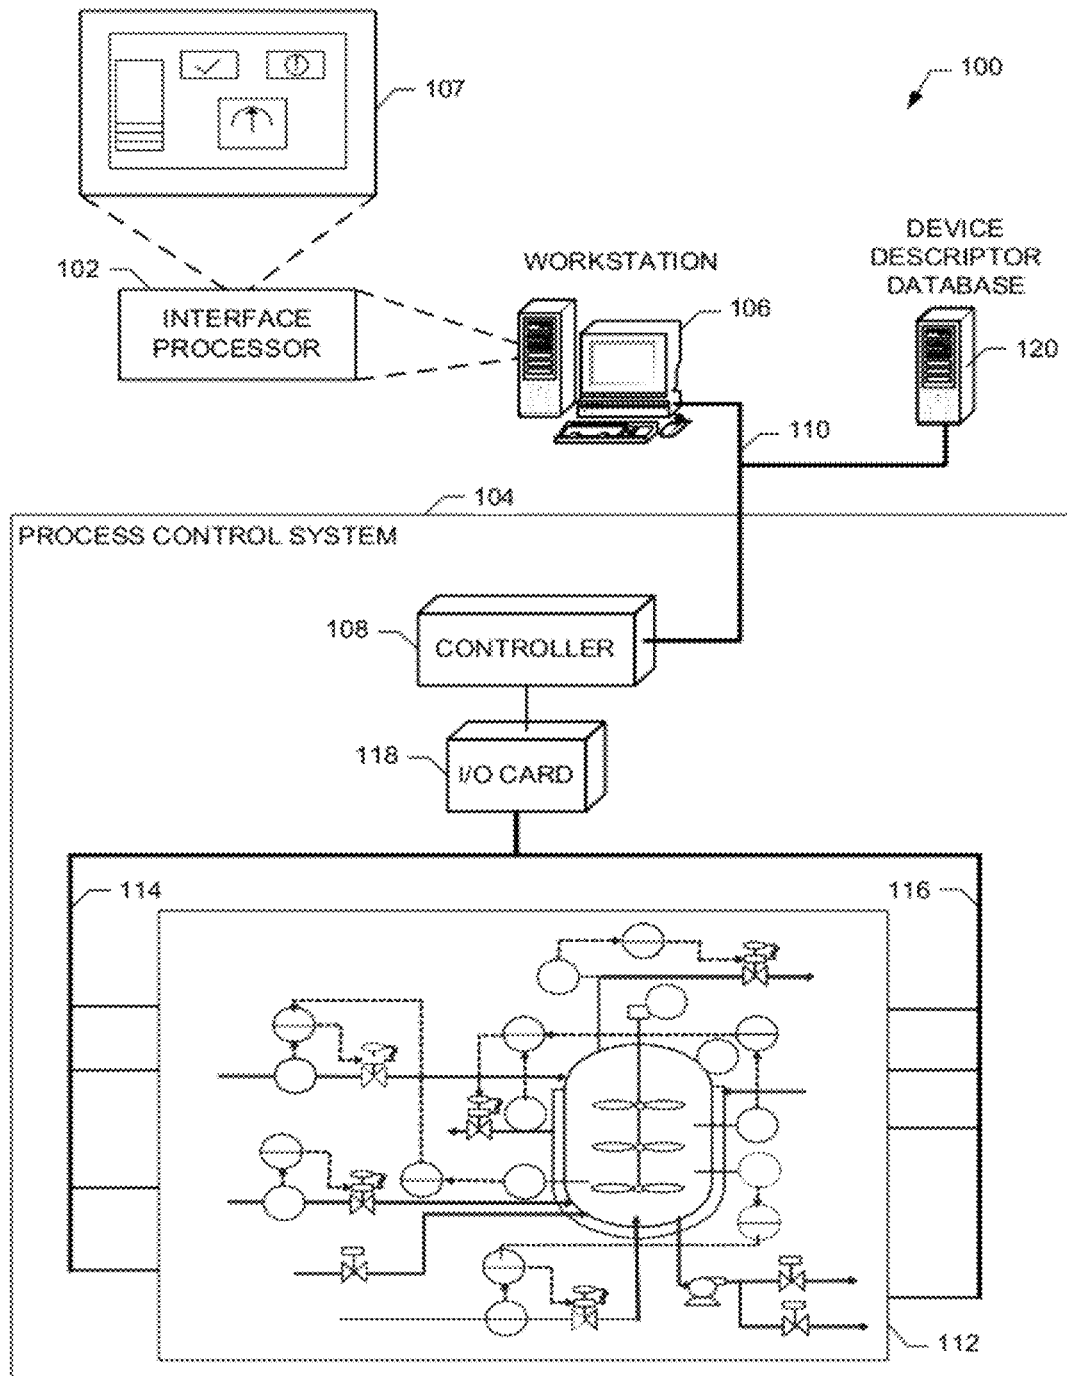 100
107
DEVICE
DESCRIPTOR
DATABASE
WORKSTATION
102
INTERFACE
PROCESSOR
106
120
110
104
PROCESS CONTROL SYSTEM
108
CONTROLLER
118
I/O CARD
114
116
112